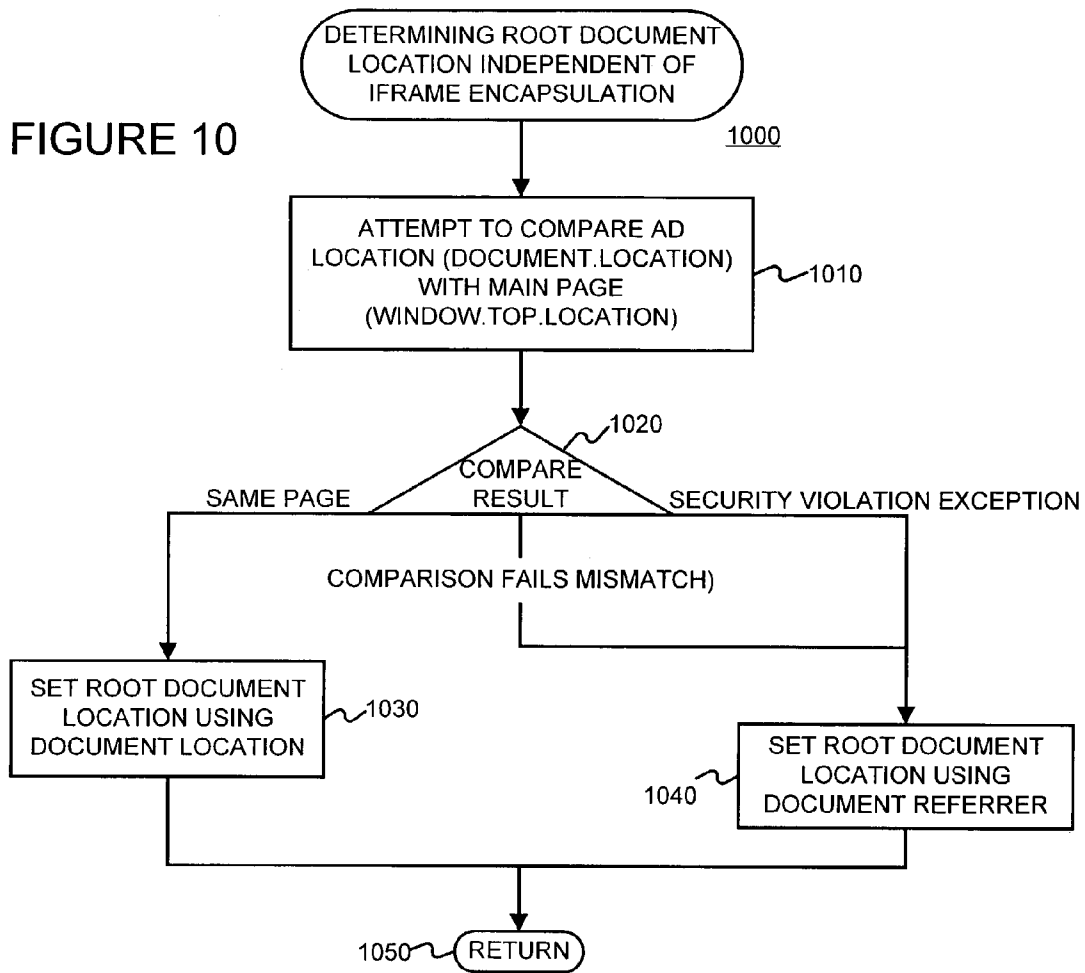 DETERMINING ROOT DOCUMENT
LOCATION INDEPENDENT OF
IFRAME ENCAPSULATION
FIGURE 10
1000
ATTEMPT TO COMPARE AD
LOCATION (DOCUMENT.LOCATION)
WITH MAIN PAGE
(WINDOW.TOP.LOCATION)
1010
1020
COMPARE
RESULT
SAME PAGE
SECURITY VIOLATION EXCEPTION
COMPARISON FAILS MISMATCH)
SET ROOT DOCUMENT
LOCATION USING
DOCUMENT LOCATION
1030
SET ROOT DOCUMENT
LOCATION USING
DOCUMENT REFERRER
1040
1050
RETURN